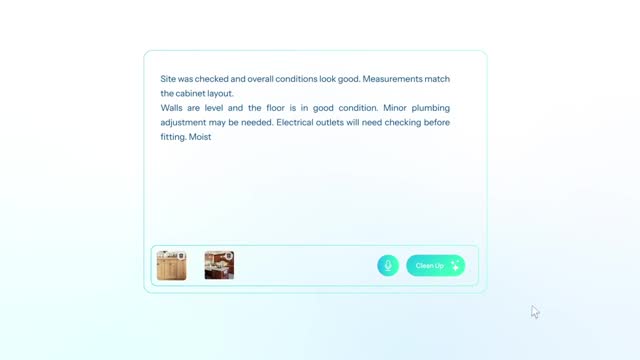 Site was checked and overall conditions look good. Measurements match
the cabinet layout.
Walls are level and the floor is in good condition. Minor plumbing
adjustment may be needed. Electrical outlets will need checking before
fitting. Moist
Clean Up